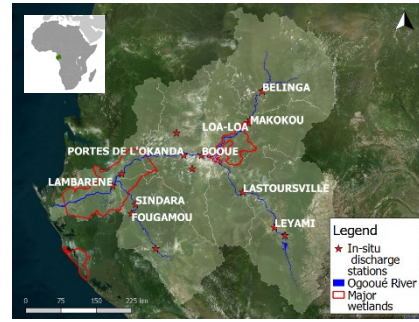 BELINGA
MAKOKOU
LOA-LOA
PORTES DE L'OKANDA
BOOUE
LAMBARENE
LASTOURSVILLE
SINDARA
FOUGAMOU
LEYAMI
Legend
In-situ
discharge
stations
Ogooué River
Major
wetlands
0 75 150 225 km